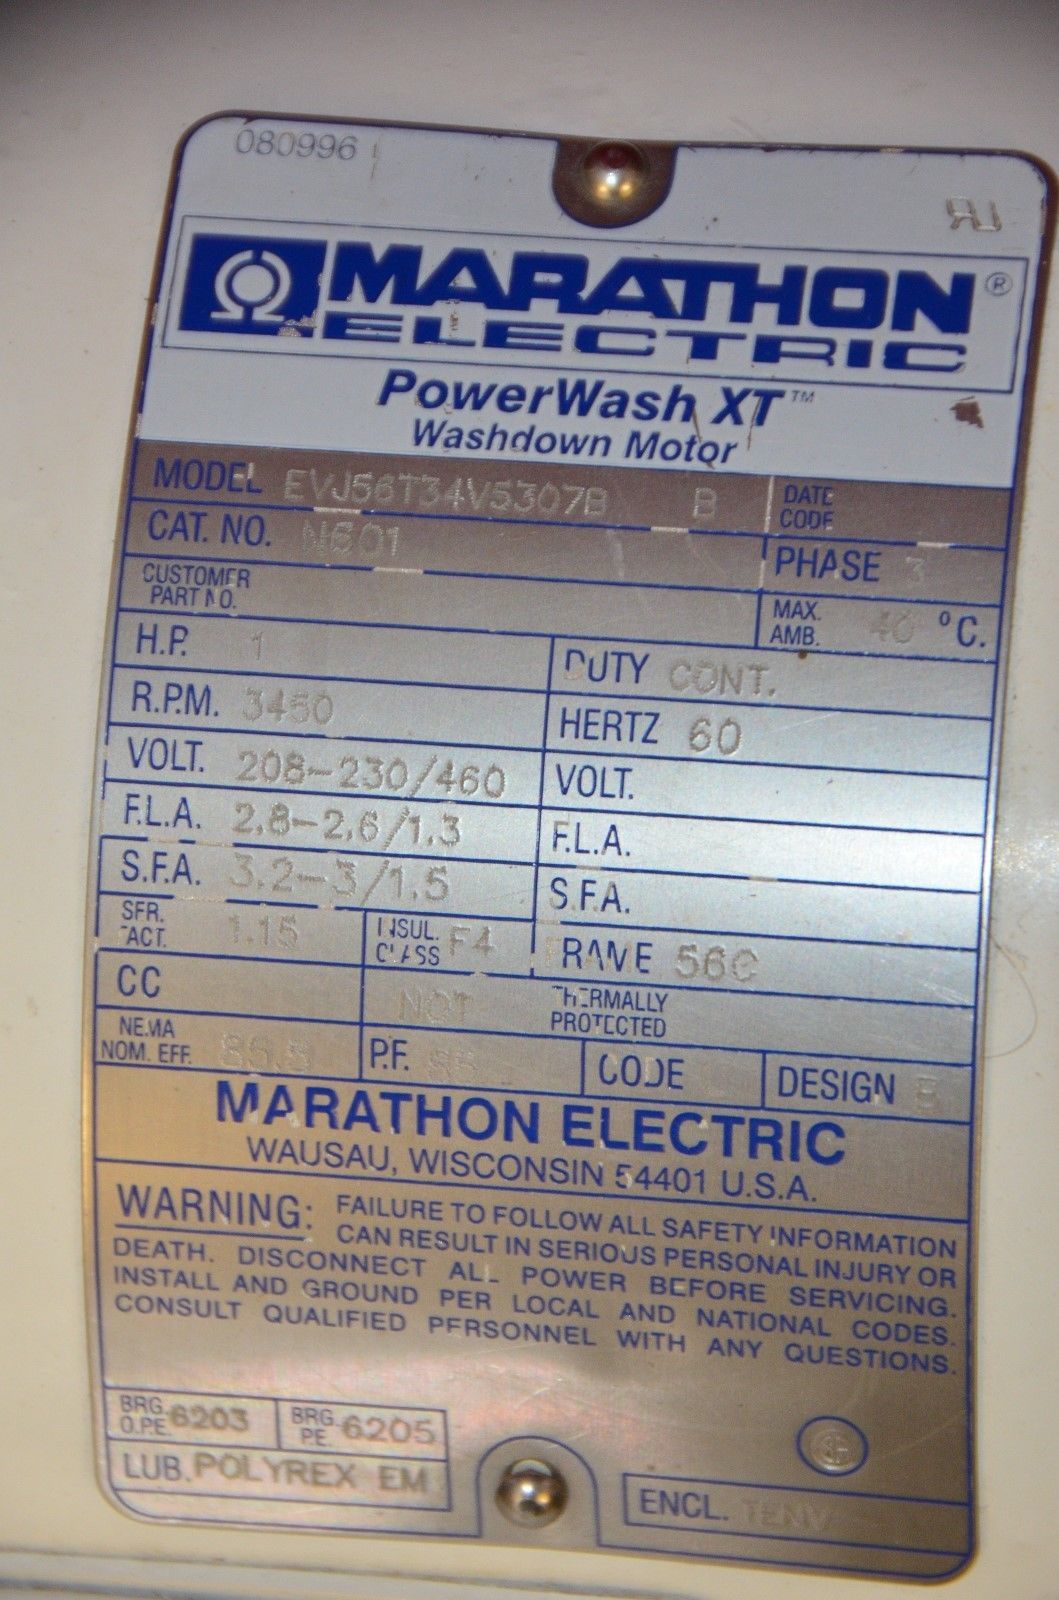 080996
MARATHON ®
ELECTRIC
PowerWash XT™
Washdown Motor
MODEL EVJ56T34V5307B B DATE CODE
CAT. NO. N601 PHASE 3
CUSTOMER PART NO. MAX. AMB. 40 °C.
H.P. 1 DUTY CONT.
R.P.M. 3450 HERTZ 60
VOLT. 208-230/460 VOLT.
F.L.A. 2.8-2.6/1.3 F.L.A.
S.F.A. 3.2-3/1.5 S.F.A.
SFR. FACT. 1.15 INSUL. CLASS F4 FRAME 56C
CC NOT THERMALLY PROTECTED
NEMA NOM. EFF. 85.5 P.F. CODE DESIGN
MARATHON ELECTRIC
WAUSAU, WISCONSIN 54401 U.S.A.
WARNING: FAILURE TO FOLLOW ALL SAFETY INFORMATION
CAN RESULT IN SERIOUS PERSONAL INJURY OR
DEATH. DISCONNECT ALL POWER BEFORE SERVICING.
INSTALL AND GROUND PER LOCAL AND NATIONAL CODES.
CONSULT QUALIFIED PERSONNEL WITH ANY QUESTIONS.
BRG. O.P.E. 6203 BRG. P.E. 6205
LUB. POLYREX EM
ENCL. TENV